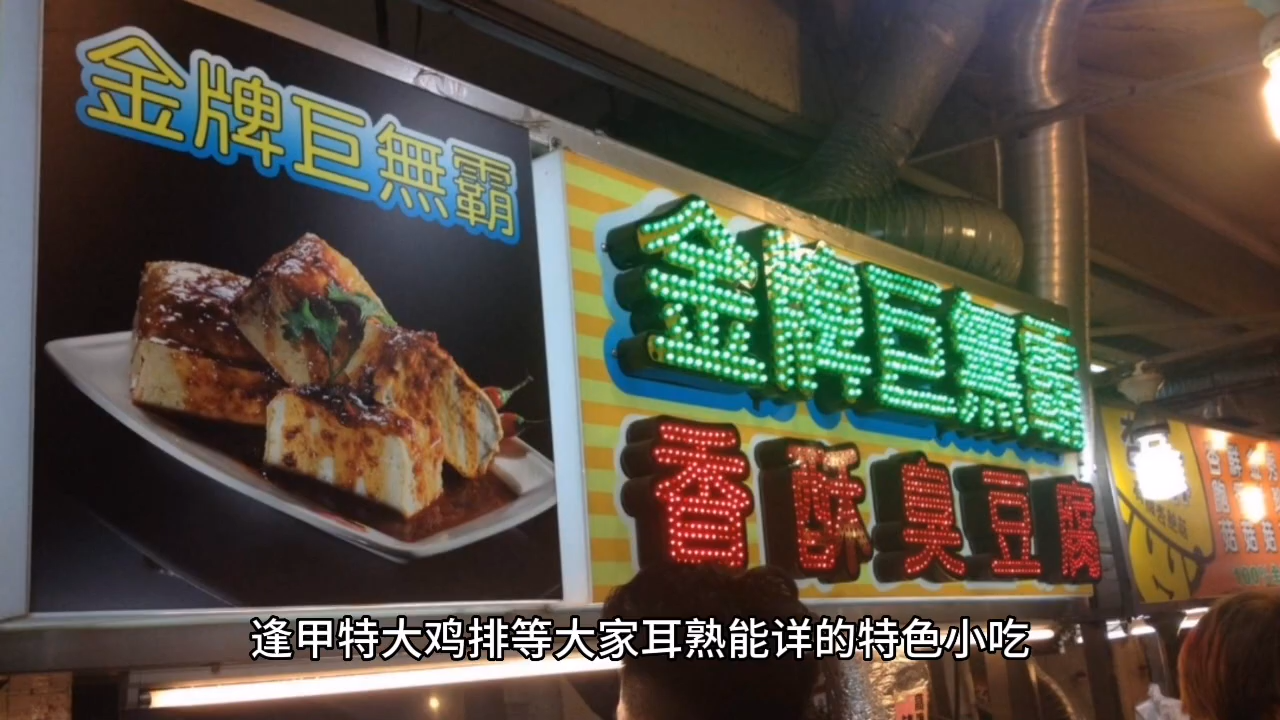 金牌巨無霸
金牌巨無霸
香酥臭豆腐
逢甲特大鸡排等大家耳熟能详的特色小吃